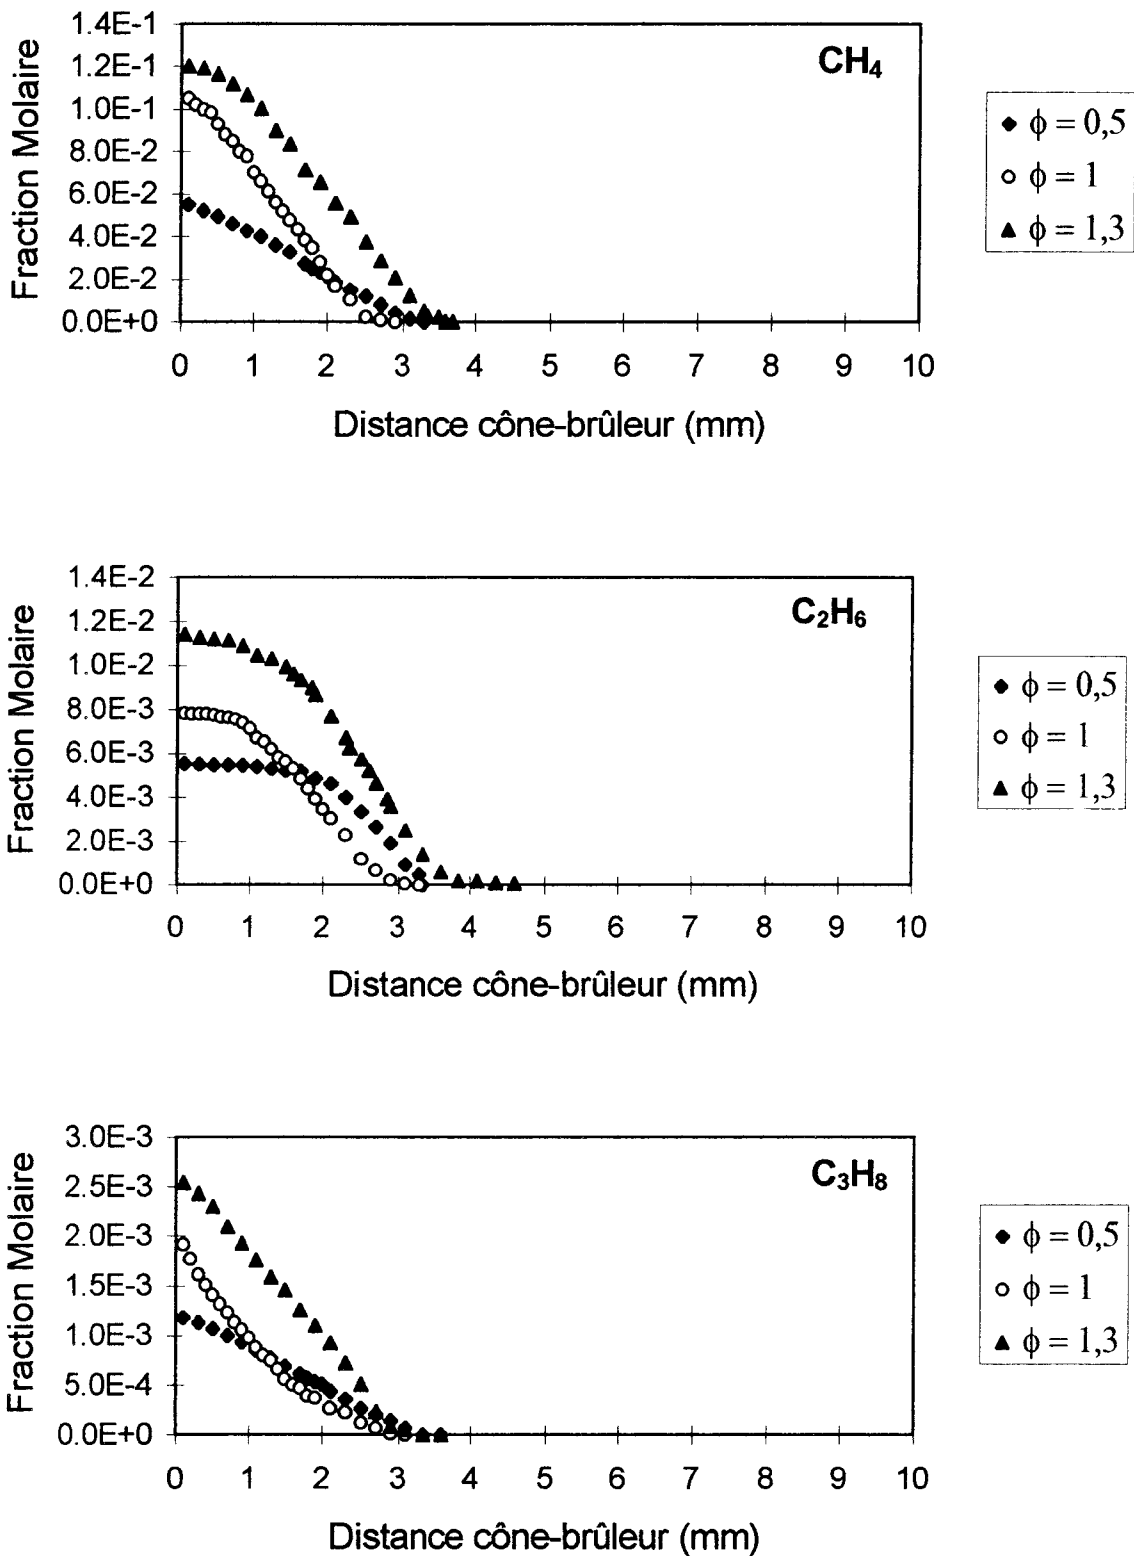 CH4
Fraction Molaire
1.4E-1
1.2E-1
1.0E-1
8.0E-2
6.0E-2
4.0E-2
2.0E-2
0.0E+0
0 1 2 3 4 5 6 7 8 9 10
Distance cône-brûleur (mm)
ϕ = 0,5
ϕ = 1
ϕ = 1,3
C2H6
Fraction Molaire
1.4E-2
1.2E-2
1.0E-2
8.0E-3
6.0E-3
4.0E-3
2.0E-3
0.0E+0
0 1 2 3 4 5 6 7 8 9 10
Distance cône-brûleur (mm)
ϕ = 0,5
ϕ = 1
ϕ = 1,3
C3H8
Fraction Molaire
3.0E-3
2.5E-3
2.0E-3
1.5E-3
1.0E-3
5.0E-4
0.0E+0
0 1 2 3 4 5 6 7 8 9 10
Distance cône-brûleur (mm)
ϕ = 0,5
ϕ = 1
ϕ = 1,3